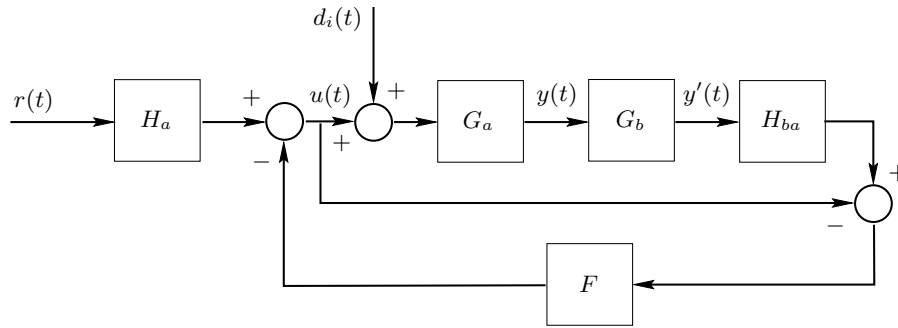 d_i(t)
r(t)
H_a
+
u(t)
+
+
G_a
y(t)
G_b
y'(t)
H_{ba}
−
+
−
F